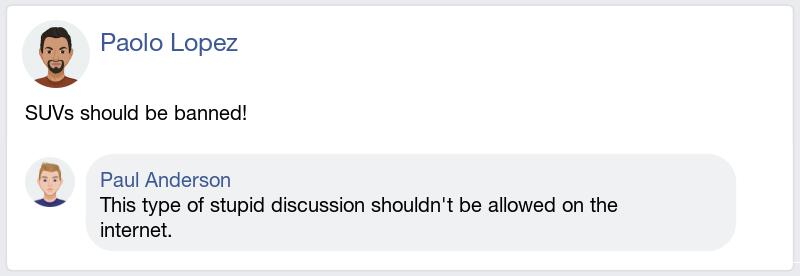 Paolo Lopez
SUVs should be banned!
Paul Anderson
This type of stupid discussion shouldn't be allowed on the
internet.